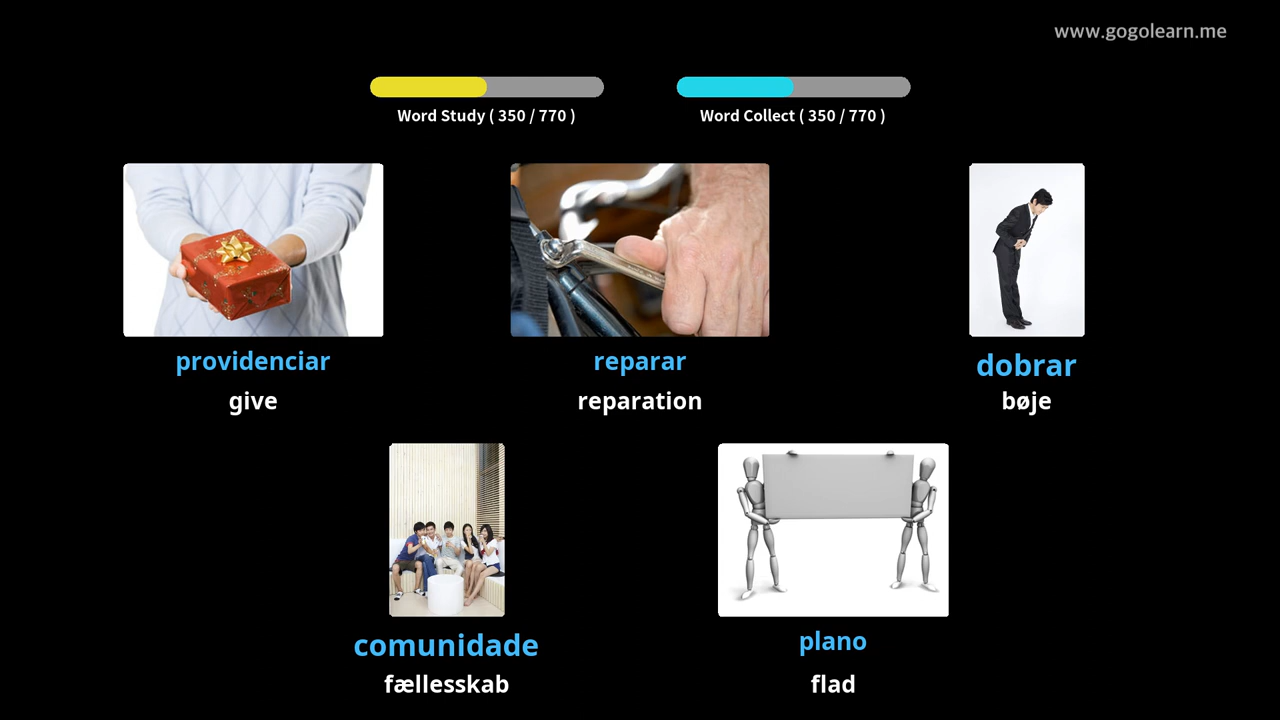 www.gogolearn.me
Word Study ( 350 / 770 )
Word Collect ( 350 / 770 )
providenciar
give
reparar
reparation
dobrar
bøje
comunidade
fællesskab
plano
flad